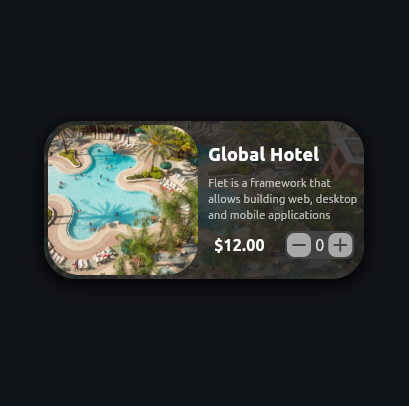 Global Hotel
Flet is a framework that
allows building web, desktop
and mobile applications
$12.00 — 0 +